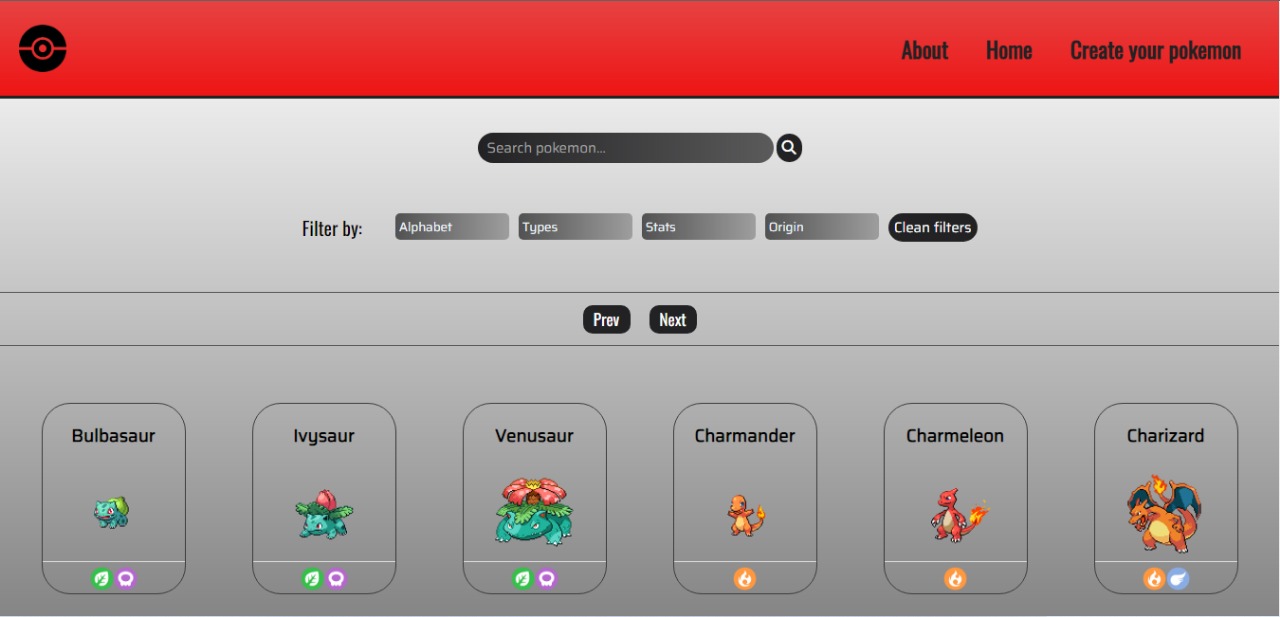 About Home Create your pokemon
Search pokemon...
Filter by: Alphabet Types Stats Origin Clean filters
Prev Next
Bulbasaur Ivysaur Venusaur Charmander Charmeleon Charizard